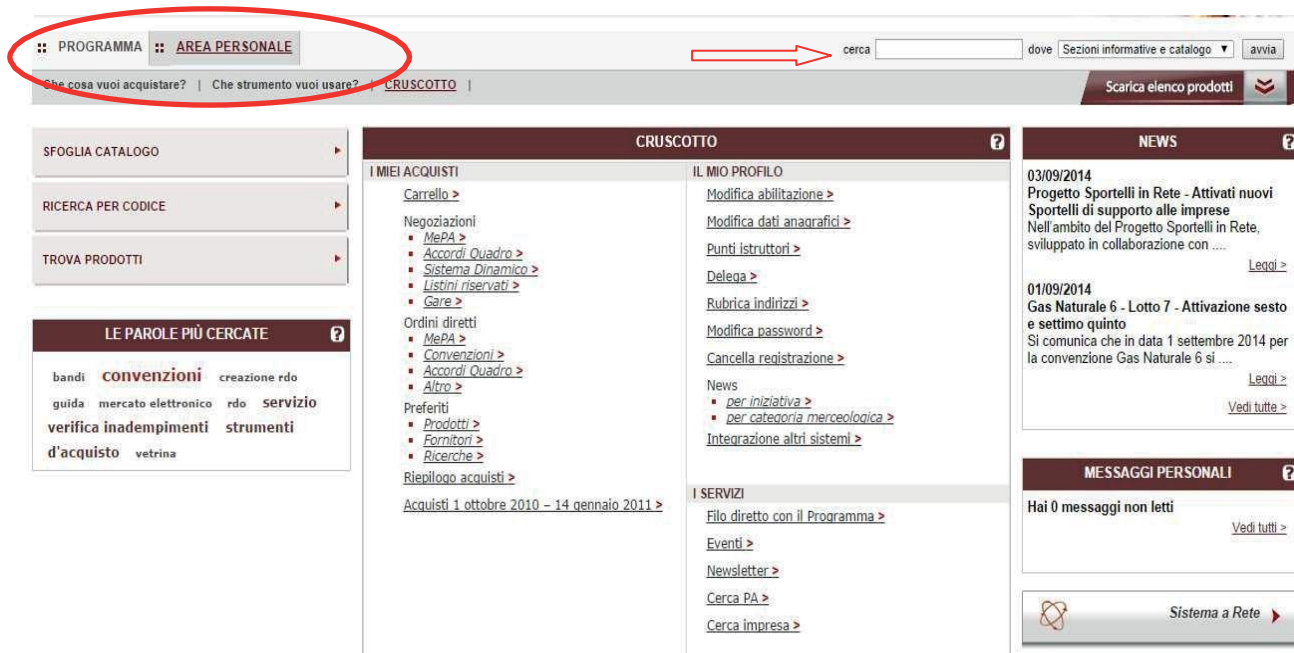 PROGRAMMA AREA PERSONALE
cerca dove Sezioni informative e catalogo avvia
Che cosa vuoi acquistare? | Che strumento vuoi usare? | CRUSCOTTO |
Scarica elenco prodotti
SFOGLIA CATALOGO
RICERCA PER CODICE
TROVA PRODOTTI
LE PAROLE PIÙ CERCATE ?
bandi convenzioni creazione rdo
guida mercato elettronico rdo servizio
verifica inadempimenti strumenti
d'acquisto vetrina
CRUSCOTTO ?
I MIEI ACQUISTI
Carrello >
Negoziazioni
MePA >
Accordi Quadro >
Sistema Dinamico >
Listini riservati >
Gare >
Ordini diretti
MePA >
Convenzioni >
Accordi Quadro >
Altro >
Preferiti
Prodotti >
Fornitori >
Ricerche >
Riepilogo acquisti >
Acquisti 1 ottobre 2010 – 14 gennaio 2011 >
IL MIO PROFILO
Modifica abilitazione >
Modifica dati anagrafici >
Punti istruttori >
Delega >
Rubrica indirizzi >
Modifica password >
Cancella registrazione >
News
per iniziativa >
per categoria merceologica >
Integrazione altri sistemi >
I SERVIZI
Filo diretto con il Programma >
Eventi >
Newsletter >
Cerca PA >
Cerca impresa >
NEWS ?
03/09/2014
Progetto Sportelli in Rete - Attivati nuovi
Sportelli di supporto alle imprese
Nell'ambito del Progetto Sportelli in Rete,
sviluppato in collaborazione con ....
Leggi >
01/09/2014
Gas Naturale 6 - Lotto 7 - Attivazione sesto
e settimo quinto
Si comunica che in data 1 settembre 2014 per
la convenzione Gas Naturale 6 si ....
Leggi >
Vedi tutte >
MESSAGGI PERSONALI ?
Hai 0 messaggi non letti
Vedi tutti >
Sistema a Rete